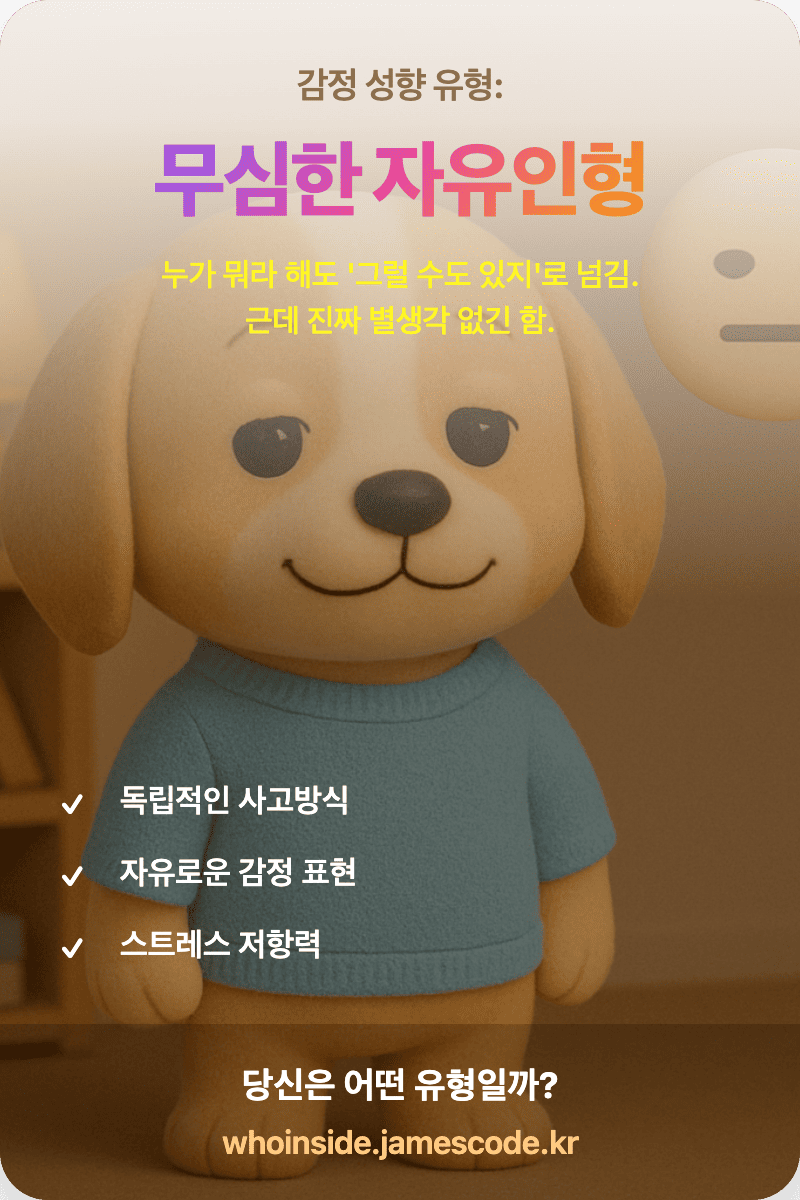 감정 성향 유형:
무심한 자유인형
누가 뭐라 해도 '그럴 수도 있지'로 넘김.
근데 진짜 별생각 없긴 함.
독립적인 사고방식
자유로운 감정 표현
스트레스 저항력
당신은 어떤 유형일까?
whoinside.jamescode.kr